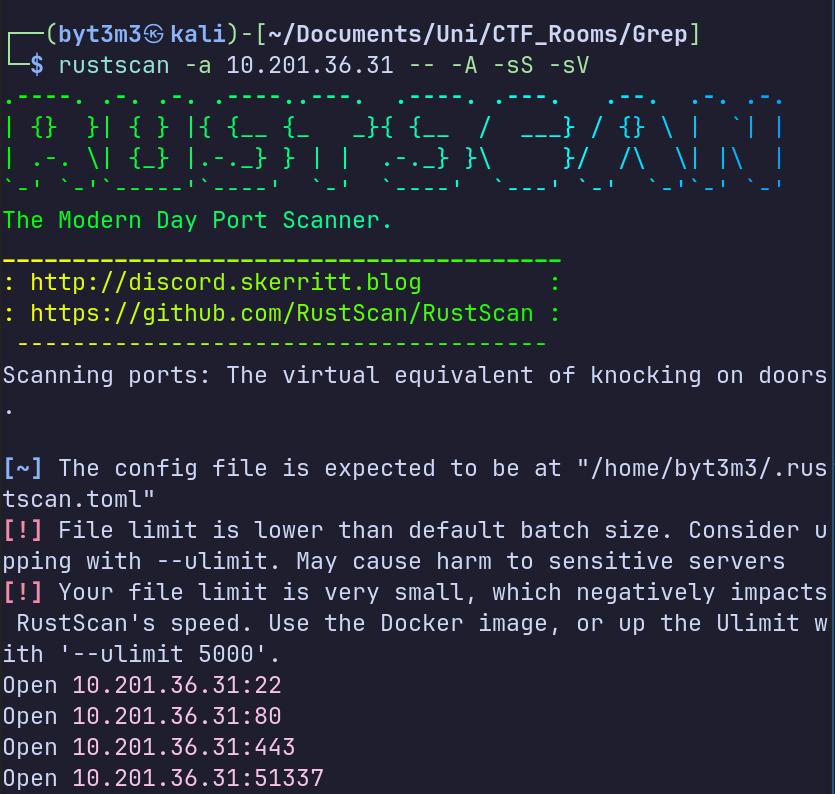 ┌──(byt3m3㉿kali)-[~/Documents/Uni/CTF_Rooms/Grep]
└─$ rustscan -a 10.201.36.31 -- -A -sS -sV
.----. .-. .-. .----..---.  .----. .---.   .--.  .-. .-.
| {}  }| { } |{ {__ {_   _}{ {__  /  ___} / {} \ |  `| |
| .-. \| {_} |.-._} } | |  .-._} }\     }/  /\  \| |\  |
`-' `-'`-----'`----'  `-'  `----'  `---' `-'  `-'`-' `-'
The Modern Day Port Scanner.
________________________________________
: http://discord.skerritt.blog         :
: https://github.com/RustScan/RustScan :
 --------------------------------------
Scanning ports: The virtual equivalent of knocking on doors
.
[~] The config file is expected to be at "/home/byt3m3/.rus
tscan.toml"
[!] File limit is lower than default batch size. Consider u
pping with --ulimit. May cause harm to sensitive servers
[!] Your file limit is very small, which negatively impacts
 RustScan's speed. Use the Docker image, or up the Ulimit w
ith '--ulimit 5000'.
Open 10.201.36.31:22
Open 10.201.36.31:80
Open 10.201.36.31:443
Open 10.201.36.31:51337